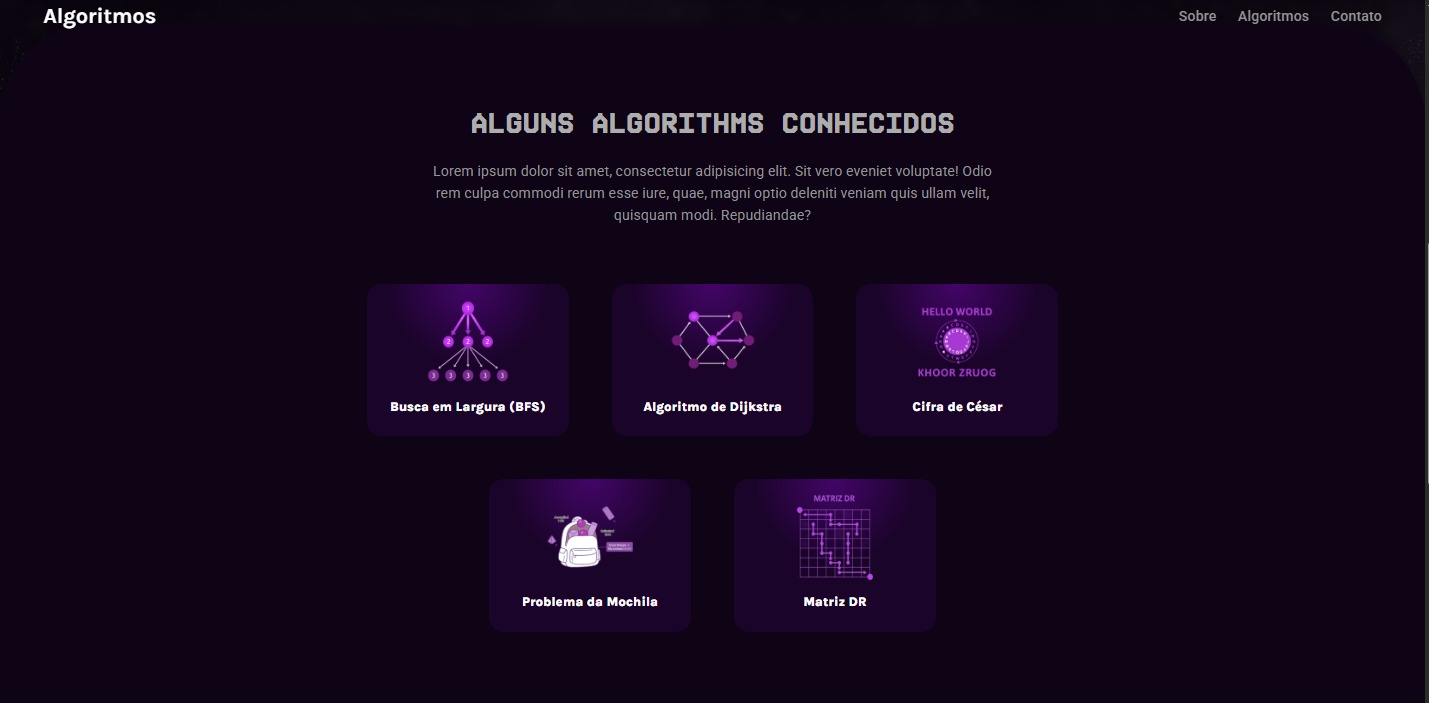 Algoritmos
Sobre Algoritmos Contato
ALGUNS ALGORITHMS CONHECIDOS
Lorem ipsum dolor sit amet, consectetur adipisicing elit. Sit vero eveniet voluptate! Odio
rem culpa commodi rerum esse iure, quae, magni optio deleniti veniam quis ullam velit,
quisquam modi. Repudiandae?
1
2 2 2
3 3 3 3 3
Busca em Largura (BFS)
Algoritmo de Dijkstra
HELLO WORLD
KHOOR ZRUOG
Cifra de César
Problema da Mochila
MATRIZ DR
Matriz DR